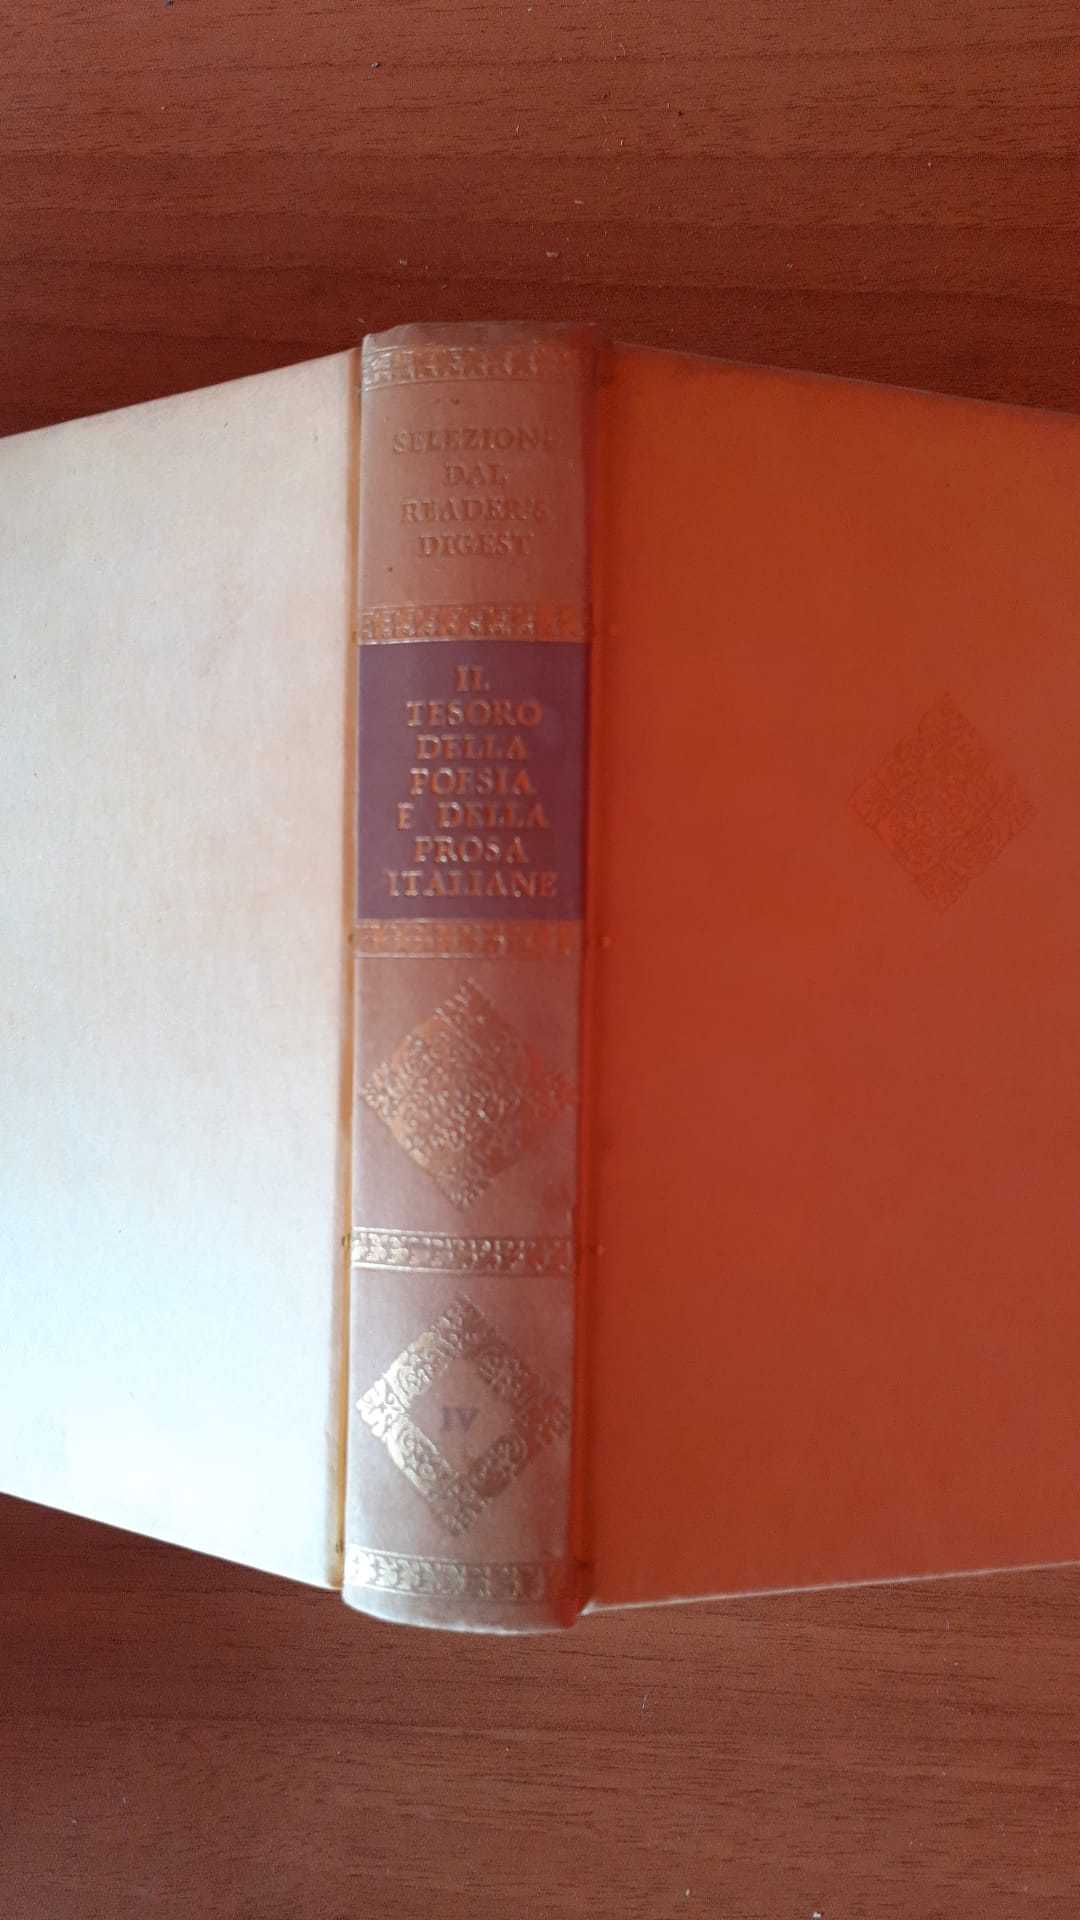 SELEZIONE
DAL
READER'S
DIGEST
IL
TESORO
DELLA
POESIA
E DELLA
PROSA
ITALIANE
IV